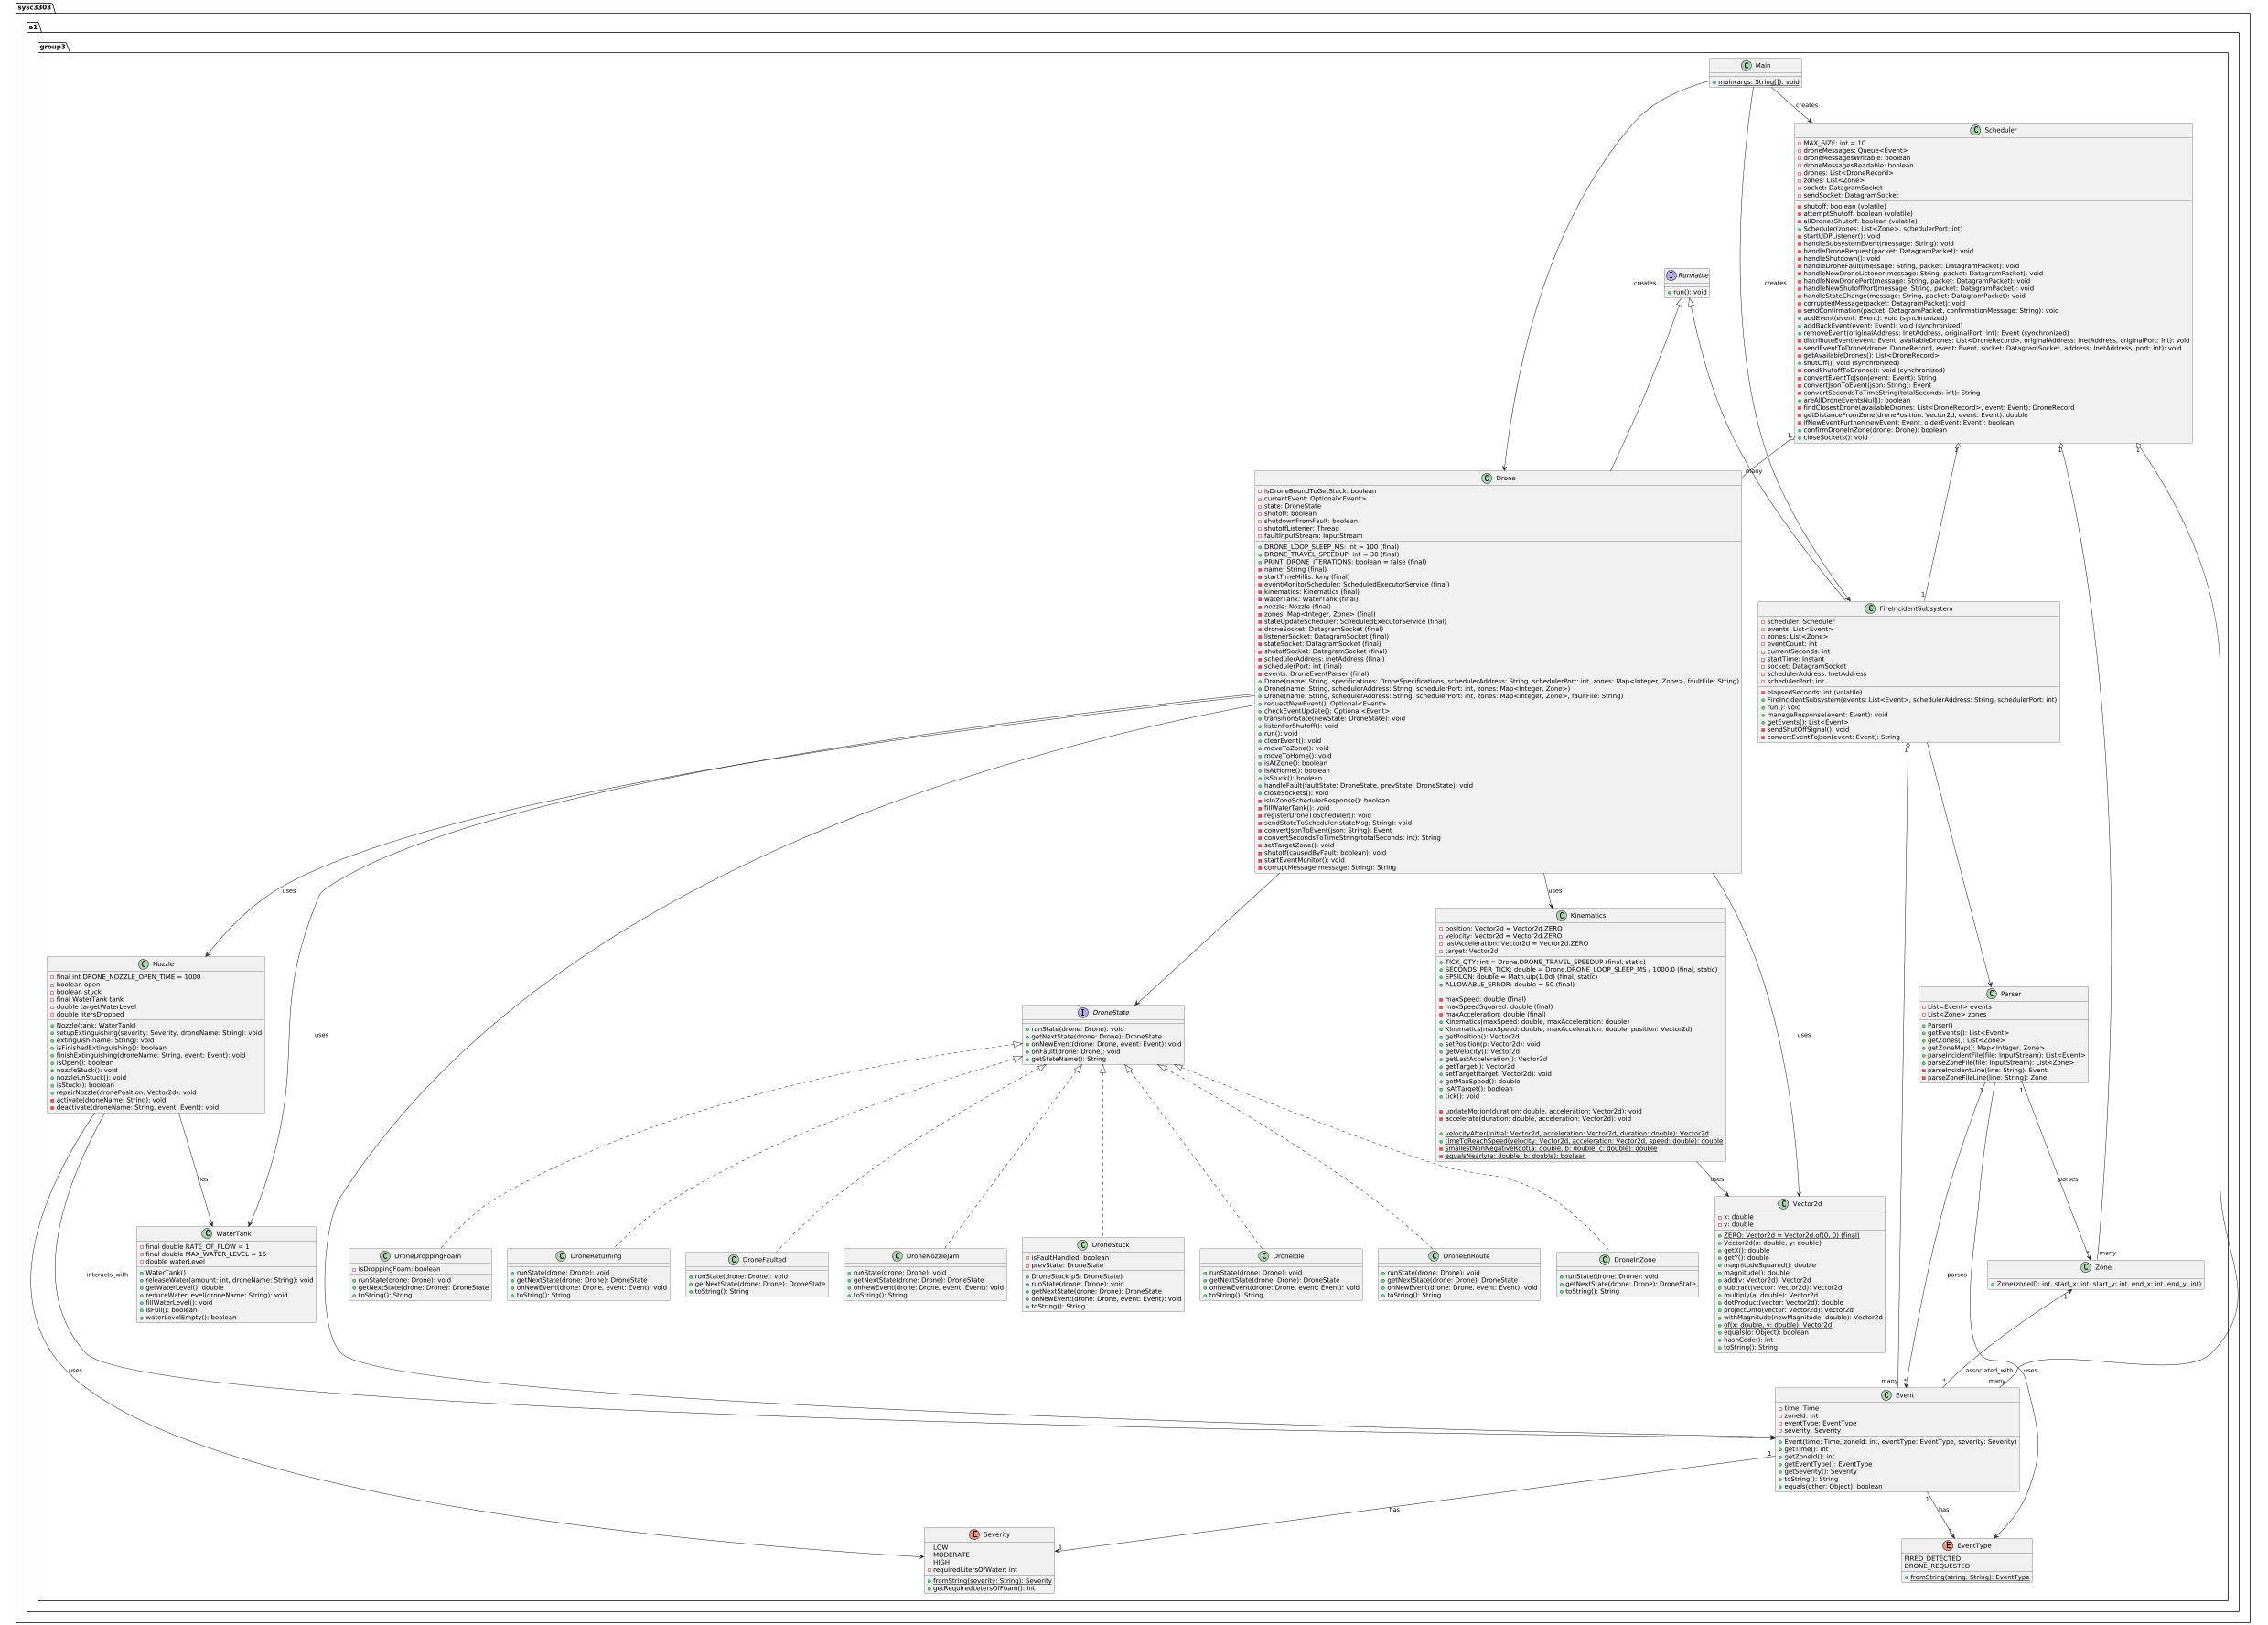 sysc3303
a1
group3
C Main
main(args: String[]): void
creates
C Scheduler
MAX_SIZE: int = 10
droneMessages: Queue<Event>
droneMessagesWritable: boolean
droneMessagesReadable: boolean
drones: List<DroneRecord>
zones: List<Zone>
socket: DatagramSocket
sendSocket: DatagramSocket
shutoff: boolean (volatile)
attemptShutoff: boolean (volatile)
allDronesShutoff: boolean (volatile)
Scheduler(zones: List<Zone>, schedulerPort: int)
startUDPListener(): void
handleSubsystemEvent(message: String): void
handleDroneRequest(packet: DatagramPacket): void
handleShutdown(): void
handleDroneFault(message: String, packet: DatagramPacket): void
handleNewDroneListener(message: String, packet: DatagramPacket): void
handleNewDronePort(message: String, packet: DatagramPacket): void
handleNewShutoffPort(message: String, packet: DatagramPacket): void
handleStateChange(message: String, packet: DatagramPacket): void
corruptedMessage(packet: DatagramPacket): void
sendConfirmation(packet: DatagramPacket, confirmationMessage: String): void
addEvent(event: Event): void (synchronized)
addBackEvent(event: Event): void (synchronized)
removeEvent(originalAddress: InetAddress, originalPort: int): Event (synchronized)
distributeEvent(event: Event, availableDrones: List<DroneRecord>, originalAddress: InetAddress, originalPort: int): void
sendEventToDrone(drone: DroneRecord, event: Event, socket: DatagramSocket, address: InetAddress, port: int): void
getAvailableDrones(): List<DroneRecord>
shutOff(): void (synchronized)
sendShutoffToDrones(): void (synchronized)
convertEventToJson(event: Event): String
convertJsonToEvent(json: String): Event
convertSecondsToTimeString(totalSeconds: int): String
areAllDroneEventsNull(): boolean
findClosestDrone(availableDrones: List<DroneRecord>, event: Event): DroneRecord
getDistanceFromZone(dronePosition: Vector2d, event: Event): double
ifNewEventFurther(newEvent: Event, olderEvent: Event): boolean
confirmDroneInZone(drone: Drone): boolean
closeSockets(): void
creates
creates
I Runnable
run(): void
1
1
1
1
many
C Drone
isDroneBoundToGetStuck: boolean
currentEvent: Optional<Event>
state: DroneState
shutoff: boolean
shutdownFromFault: boolean
shutoffListener: Thread
faultInputStream: InputStream
DRONE_LOOP_SLEEP_MS: int = 100 (final)
DRONE_TRAVEL_SPEEDUP: int = 30 (final)
PRINT_DRONE_ITERATIONS: boolean = false (final)
name: String (final)
startTimeMillis: long (final)
eventMonitorScheduler: ScheduledExecutorService (final)
kinematics: Kinematics (final)
waterTank: WaterTank (final)
nozzle: Nozzle (final)
zones: Map<Integer, Zone> (final)
stateUpdateScheduler: ScheduledExecutorService (final)
droneSocket: DatagramSocket (final)
listenerSocket: DatagramSocket (final)
stateSocket: DatagramSocket (final)
shutoffSocket: DatagramSocket (final)
schedulerAddress: InetAddress (final)
schedulerPort: int (final)
events: DroneEventParser (final)
Drone(name: String, specifications: DroneSpecifications, schedulerAddress: String, schedulerPort: int, zones: Map<Integer, Zone>, faultFile: String)
Drone(name: String, schedulerAddress: String, schedulerPort: int, zones: Map<Integer, Zone>)
Drone(name: String, schedulerAddress: String, schedulerPort: int, zones: Map<Integer, Zone>, faultFile: String)
requestNewEvent(): Optional<Event>
checkEventUpdate(): Optional<Event>
transitionState(newState: DroneState): void
listenForShutoff(): void
run(): void
clearEvent(): void
moveToZone(): void
moveToHome(): void
isAtZone(): boolean
isAtHome(): boolean
isStuck(): boolean
handleFault(faultState: DroneState, prevState: DroneState): void
closeSockets(): void
isInZoneSchedulerResponse(): boolean
fillWaterTank(): void
registerDroneToScheduler(): void
sendStateToScheduler(stateMsg: String): void
convertJsonToEvent(json: String): Event
convertSecondsToTimeString(totalSeconds: int): String
setTargetZone(): void
shutoff(causedByFault: boolean): void
startEventMonitor(): void
corruptMessage(message: String): String
1
C FireIncidentSubsystem
scheduler: Scheduler
events: List<Event>
zones: List<Zone>
eventCount: int
currentSeconds: int
startTime: Instant
socket: DatagramSocket
schedulerAddress: InetAddress
schedulerPort: int
elapsedSeconds: int (volatile)
FireIncidentSubsystem(events: List<Event>, schedulerAddress: String, schedulerPort: int)
run(): void
manageResponse(event: Event): void
getEvents(): List<Event>
sendShutOffSignal(): void
convertEventToJson(event: Event): String
1
uses
uses
uses
uses
C Nozzle
final int DRONE_NOZZLE_OPEN_TIME = 1000
boolean open
boolean stuck
final WaterTank tank
double targetWaterLevel
double litersDropped
Nozzle(tank: WaterTank)
setupExtinguishing(severity: Severity, droneName: String): void
extinguish(name: String): void
isFinishedExtinguishing(): boolean
finishExtinguishing(droneName: String, event: Event): void
isOpen(): boolean
nozzleStuck(): void
nozzleUnStuck(): void
isStuck(): boolean
repairNozzle(dronePosition: Vector2d): void
activate(droneName: String): void
deactivate(droneName: String, event: Event): void
I DroneState
runState(drone: Drone): void
getNextState(drone: Drone): DroneState
onNewEvent(drone: Drone, event: Event): void
onFault(drone: Drone): void
getStateName(): String
C Kinematics
position: Vector2d = Vector2d.ZERO
velocity: Vector2d = Vector2d.ZERO
lastAcceleration: Vector2d = Vector2d.ZERO
target: Vector2d
TICK_QTY: int = Drone.DRONE_TRAVEL_SPEEDUP (final, static)
SECONDS_PER_TICK: double = Drone.DRONE_LOOP_SLEEP_MS / 1000.0 (final, static)
EPSILON: double = Math.ulp(1.0d) (final, static)
ALLOWABLE_ERROR: double = 50 (final)
maxSpeed: double (final)
maxSpeedSquared: double (final)
maxAcceleration: double (final)
Kinematics(maxSpeed: double, maxAcceleration: double)
Kinematics(maxSpeed: double, maxAcceleration: double, position: Vector2d)
getPosition(): Vector2d
setPosition(p: Vector2d): void
getVelocity(): Vector2d
getLastAcceleration(): Vector2d
getTarget(): Vector2d
setTarget(target: Vector2d): void
getMaxSpeed(): double
isAtTarget(): boolean
tick(): void
updateMotion(duration: double, acceleration: Vector2d): void
accelerate(duration: double, acceleration: Vector2d): void
velocityAfter(initial: Vector2d, acceleration: Vector2d, duration: double): Vector2d
timeToReachSpeed(velocity: Vector2d, acceleration: Vector2d, speed: double): double
smallestNonNegativeRoot(a: double, b: double, c: double): double
equalsNearly(a: double, b: double): boolean
C Parser
List<Event> events
List<Zone> zones
Parser()
getEvents(): List<Event>
getZones(): List<Zone>
getZoneMap(): Map<Integer, Zone>
parseIncidentFile(file: InputStream): List<Event>
parseZoneFile(file: InputStream): List<Zone>
parseIncidentLine(line: String): Event
parseZoneFileLine(line: String): Zone
1
1
has
uses
parses
C WaterTank
final double RATE_OF_FLOW = 1
final double MAX_WATER_LEVEL = 15
double waterLevel
WaterTank()
releaseWater(amount: int, droneName: String): void
getWaterLevel(): double
reduceWaterLevel(droneName: String): void
fillWaterLevel(): void
isFull(): boolean
waterLevelEmpty(): boolean
C DroneDroppingFoam
isDroppingFoam: boolean
runState(drone: Drone): void
getNextState(drone: Drone): DroneState
toString(): String
C DroneReturning
runState(drone: Drone): void
getNextState(drone: Drone): DroneState
onNewEvent(drone: Drone, event: Event): void
toString(): String
C DroneFaulted
runState(drone: Drone): void
toString(): String
C DroneNozzleJam
runState(drone: Drone): void
getNextState(drone: Drone): DroneState
onNewEvent(drone: Drone, event: Event): void
toString(): String
C DroneStuck
isFaultHandled: boolean
prevState: DroneState
DroneStuck(pS: DroneState)
runState(drone: Drone): void
getNextState(drone: Drone): DroneState
onNewEvent(drone: Drone, event: Event): void
toString(): String
C DroneIdle
runState(drone: Drone): void
getNextState(drone: Drone): DroneState
onNewEvent(drone: Drone, event: Event): void
toString(): String
C DroneEnRoute
runState(drone: Drone): void
getNextState(drone: Drone): DroneState
onNewEvent(drone: Drone, event: Event): void
toString(): String
C DroneInZone
runState(drone: Drone): void
getNextState(drone: Drone): DroneState
toString(): String
C Vector2d
x: double
y: double
ZERO: Vector2d = Vector2d.of(0, 0) (final)
Vector2d(x: double, y: double)
getX(): double
getY(): double
magnitudeSquared(): double
magnitude(): double
add(v: Vector2d): Vector2d
subtract(vector: Vector2d): Vector2d
multiply(a: double): Vector2d
dotProduct(vector: Vector2d): double
projectOnto(vector: Vector2d): Vector2d
withMagnitude(newMagnitude: double): Vector2d
of(x: double, y: double): Vector2d
equals(o: Object): boolean
hashCode(): int
toString(): String
*
many
C Zone
Zone(zoneID: int, start_x: int, start_y: int, end_x: int, end_y: int)
1
interacts_with
parses
uses
associated_with
uses
many
*
*
many
C Event
time: Time
zoneId: int
eventType: EventType
severity: Severity
Event(time: Time, zoneId: int, eventType: EventType, severity: Severity)
getTime(): int
getZoneId(): int
getEventType(): EventType
getSeverity(): Severity
toString(): String
equals(other: Object): boolean
1
1
has
has
1
1
E Severity
LOW
MODERATE
HIGH
requiredLitersOfWater: int
fromString(severity: String): Severity
getRequiredLetersOfFoam(): int
E EventType
FIRED_DETECTED
DRONE_REQUESTED
fromString(string: String): EventType